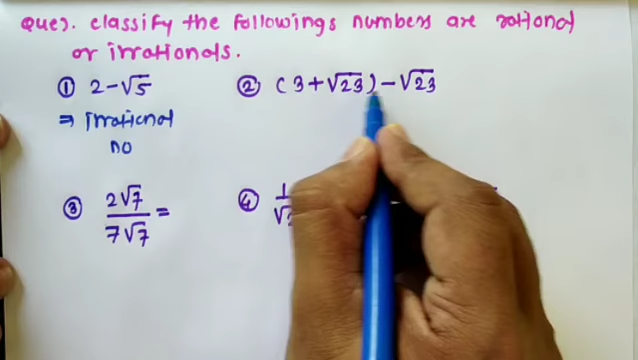 Ques. classify the followings numbers are rational
or irrationals.
① 2-√5
⇒ irrational
no
② (3+√23)-√23
③ 2√7/7√7 =
④ 1/√2